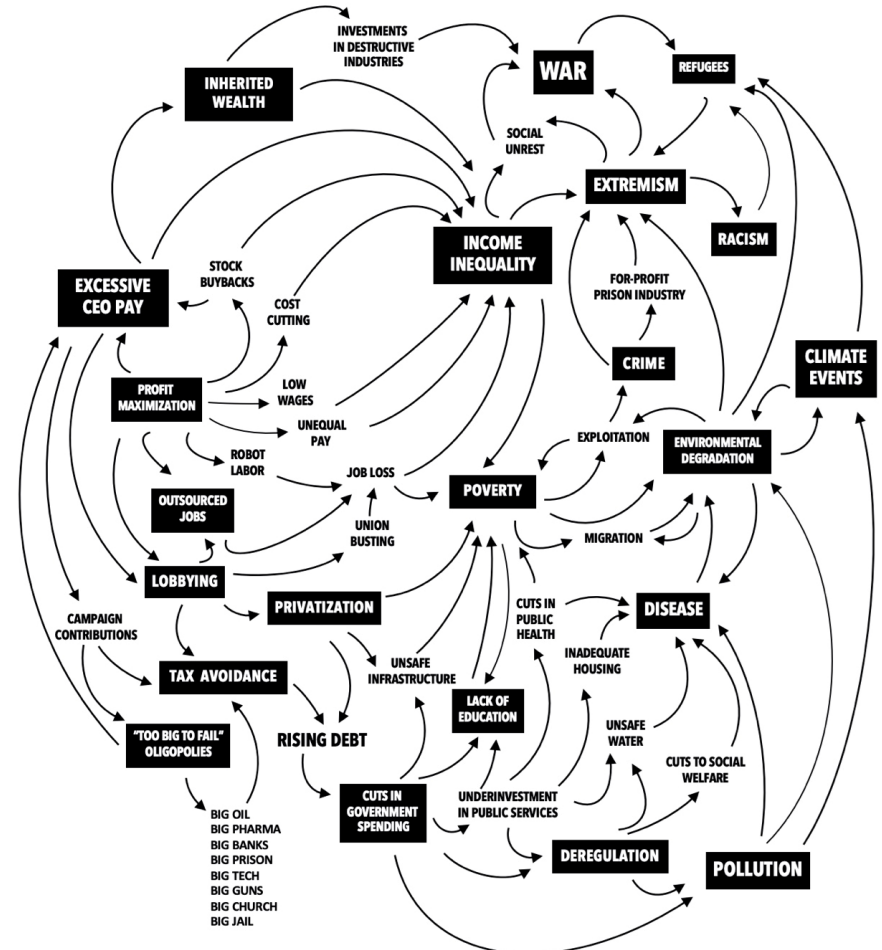 INVESTMENTS
IN DESTRUCTIVE
INDUSTRIES
WAR
REFUGEES
INHERITED
WEALTH
SOCIAL
UNREST
EXTREMISM
RACISM
INCOME
INEQUALITY
STOCK
BUYBACKS
EXCESSIVE
CEO PAY
FOR-PROFIT
PRISON INDUSTRY
COST
CUTTING
CRIME
CLIMATE
EVENTS
PROFIT
MAXIMIZATION
LOW
WAGES
UNEQUAL
PAY
EXPLOITATION
ENVIRONMENTAL
DEGRADATION
ROBOT
LABOR
JOB LOSS
POVERTY
OUTSOURCED
JOBS
UNION
BUSTING
MIGRATION
LOBBYING
PRIVATIZATION
CUTS IN
PUBLIC
HEALTH
DISEASE
CAMPAIGN
CONTRIBUTIONS
INADEQUATE
HOUSING
TAX AVOIDANCE
UNSAFE
INFRASTRUCTURE
LACK OF
EDUCATION
"TOO BIG TO FAIL"
OLIGOPOLIES
RISING DEBT
UNSAFE
WATER
CUTS TO SOCIAL
WELFARE
CUTS IN
GOVERNMENT
SPENDING
UNDERINVESTMENT
IN PUBLIC SERVICES
BIG OIL
BIG PHARMA
BIG BANKS
BIG PRISON
BIG TECH
BIG GUNS
BIG CHURCH
BIG JAIL
DEREGULATION
POLLUTION